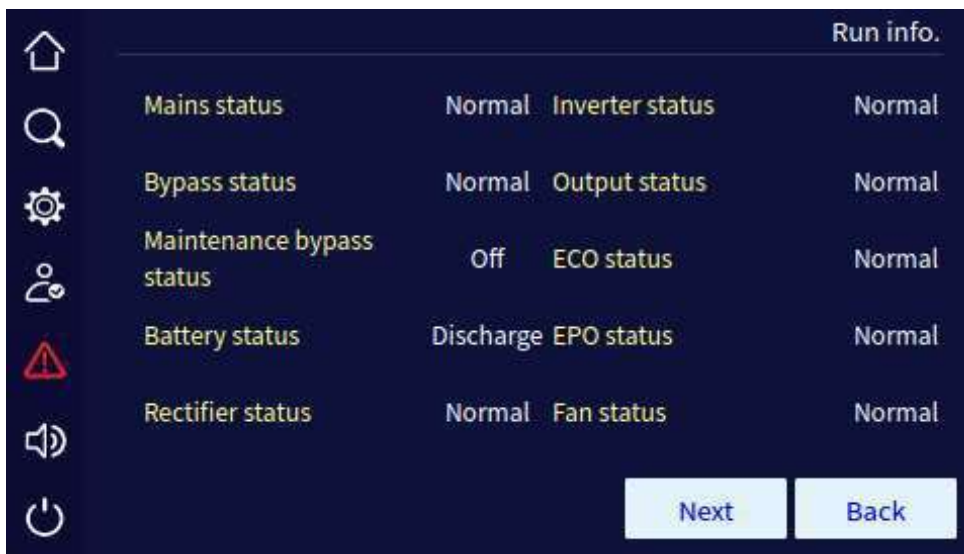 Run info.
Mains status Normal Inverter status Normal
Bypass status Normal Output status Normal
Maintenance bypass
status Off ECO status Normal
Battery status Discharge EPO status Normal
Rectifier status Normal Fan status Normal
Next Back